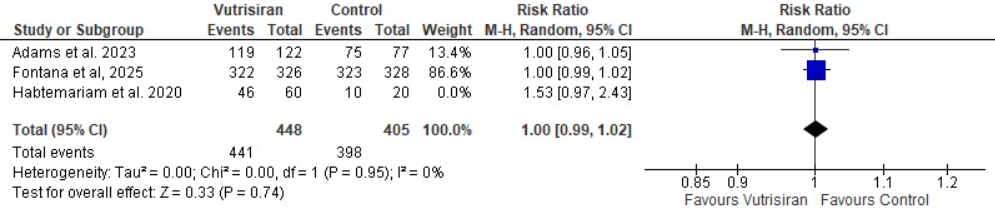 Vutrisiran Control Risk Ratio Risk Ratio
Study or Subgroup Events Total Events Total Weight M-H, Random, 95% CI M-H, Random, 95% CI
Adams et al. 2023 119 122 75 77 13.4% 1.00 [0.96, 1.05]
Fontana et al, 2025 322 326 323 328 86.6% 1.00 [0.99, 1.02]
Habtemariam et al. 2020 46 60 10 20 0.0% 1.53 [0.97, 2.43]
Total (95% CI) 448 405 100.0% 1.00 [0.99, 1.02]
Total events 441 398
Heterogeneity: Tau² = 0.00; Chi² = 0.00, df = 1 (P = 0.95); I² = 0%
Test for overall effect: Z = 0.33 (P = 0.74)
0.85 0.9 1 1.1 1.2
Favours Vutrisiran Favours Control